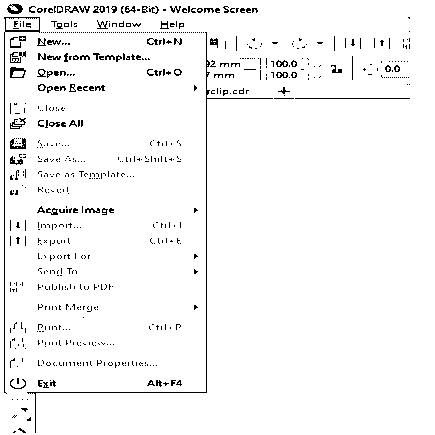 CorelDRAW 2019 (64-Bit) - Welcome Screen
File Tools Window Help
New... Ctrl+N
New from Template...
Open... Ctrl+O
Open Recent
Close
Close All
Save... Ctrl+S
Save As... Ctrl+Shift+S
Save as Template...
Revert
Acquire Image
Import... Ctrl+I
Export Ctrl+E
Export For
Send To
Publish to PDF
Print Merge
Print... Ctrl+P
Print Preview...
Document Properties...
Exit Alt+F4
92 mm 100.0
7 mm 100.0
0.0
rclip.cdr